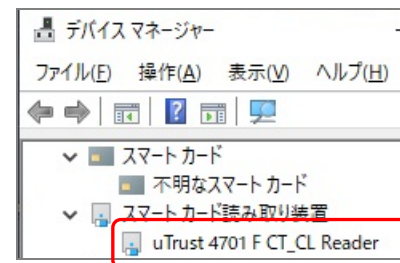 デバイス マネージャー
ファイル(F) 操作(A) 表示(V) ヘルプ(H)
スマート カード
不明なスマート カード
スマート カード読み取り装置
uTrust 4701 F CT_CL Reader